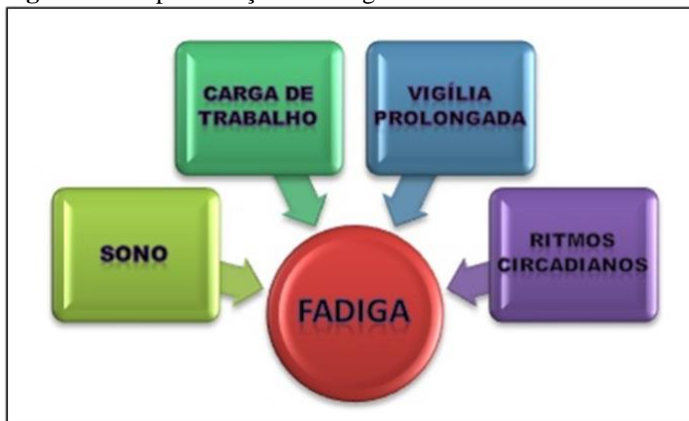 CARGA DE
TRABALHO
VIGÍLIA
PROLONGADA
SONO
RITMOS
CIRCADIANOS
FADIGA